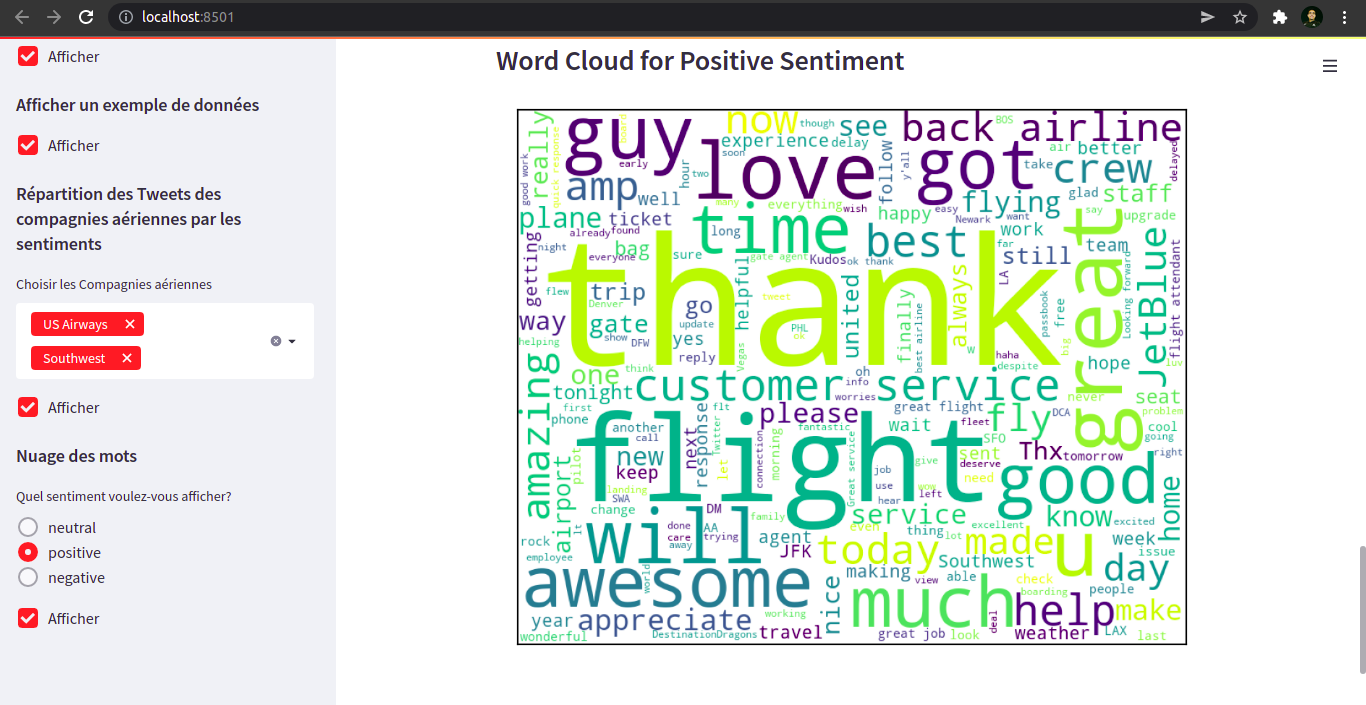 localhost:8501
Afficher
Afficher un exemple de données
Afficher
Répartition des Tweets des
compagnies aériennes par les
sentiments
Choisir les Compagnies aériennes
US Airways
Southwest
Afficher
Nuage des mots
Quel sentiment voulez-vous afficher?
neutral
positive
negative
Afficher
Word Cloud for Positive Sentiment
guy
now
though
see
back
airline
BOS
really
board
experience
delay
soon
love
got
crew
air
better
take
delayed
good work
quick response
early
hour
two
follow
y'all
amp
well
many
everything
wish
happy
easy
flying
glad
staff
plane
ticket
time
long
best
Newark
want
work
say
upgrade
already
found
night
bag
everyone
sure
gate agent
Kudos
ok thank
far
still
team
great
getting
thank
trip
flew
Denver
helpful
tweet
go
update
united
always
LA
passbook
free
Looking forward
JetBlue
flight attendant
way
gate
helping
show
DFW
yes
reply
Vegas
PHL
ok
finally
best airline
W
haha
despite
big
hope
luv
amazing
one
think
tonight
customer service
oh
info
worries
never
seat
first
phone
please
great flight
fly
DCA
problem
another
call
new
next
response
flt
Twitter
flight
fantastic
wait
fleet
SFO
cool
going
pilot
keep
let
connection
morning
Great service
job
give
sent
deserve
Thx
tomorrow
right
airport
landing
SWA
change
use
hear
wow
left
need
good
home
will
DM
family
service
know
excited
lt
done
care
away
AA
trying
agent
even
thing
lot
excellent
week
rock
employee
JFK
today
made
u
issue
Southwest
day
awesome
world
making
view
able
check
boarding
people
nice
much
help
make
year
appreciate
working
deal
wonderful
DestinationDragons
travel
great job
look
weather
LAX
last